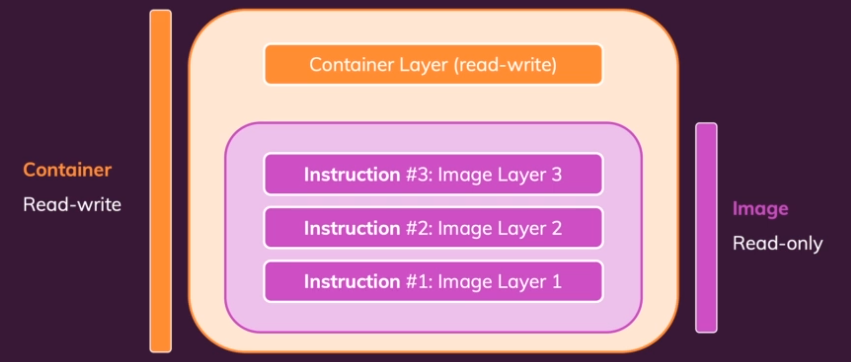 Container Layer (read-write)
Container
Read-write
Instruction #3: Image Layer 3
Instruction #2: Image Layer 2
Instruction #1: Image Layer 1
Image
Read-only